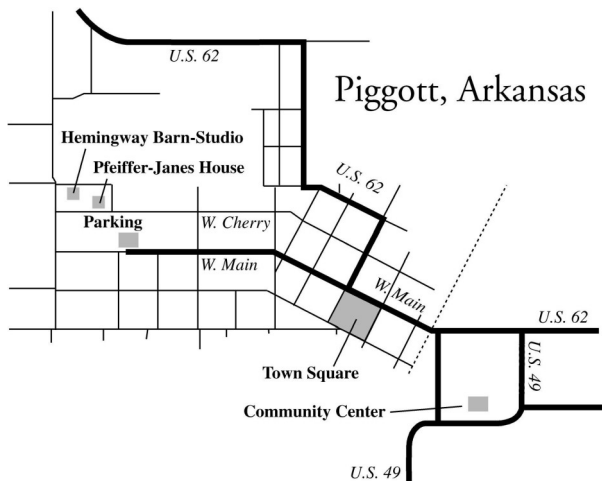 U.S. 62
Piggott, Arkansas
Hemingway Barn-Studio
Pfeiffer-Janes House
U.S. 62
Parking
W. Cherry
W. Main
W. Main
U.S. 62
Town Square
U.S. 49
Community Center
U.S. 49